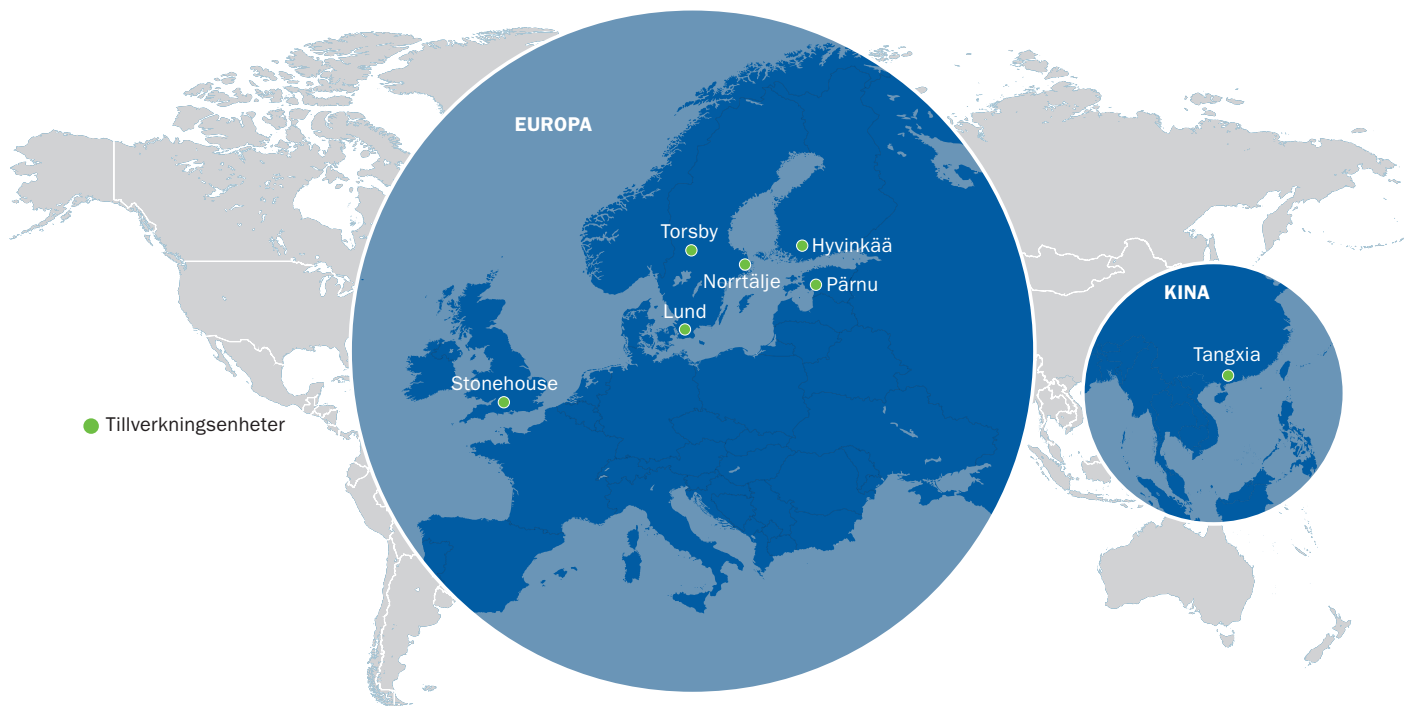 EUROPA
Torsby
Hyvinkää
Norrtälje
Pärnu
Lund
Stonehouse
KINA
Tangxia
Tillverkningsenheter